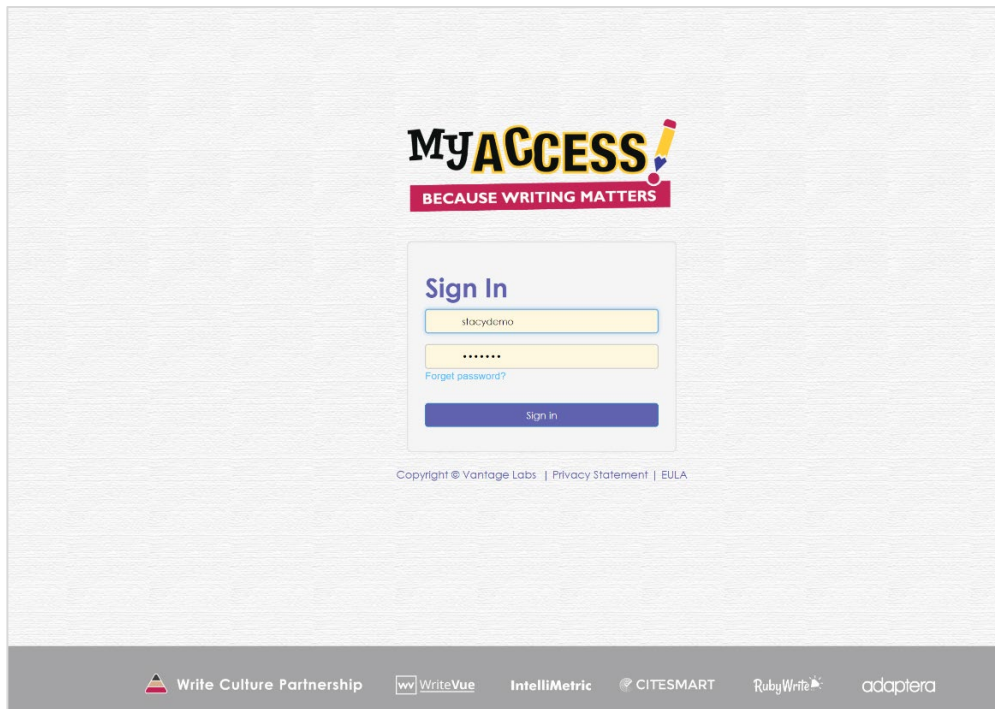 MYACCESS!
BECAUSE WRITING MATTERS
Sign In
stacydemo
•••••••
Forget password?
Sign in
Copyright © Vantage Labs | Privacy Statement | EULA
Write Culture Partnership wv WriteVue IntelliMetric CITESMART RubyWrite adaptera